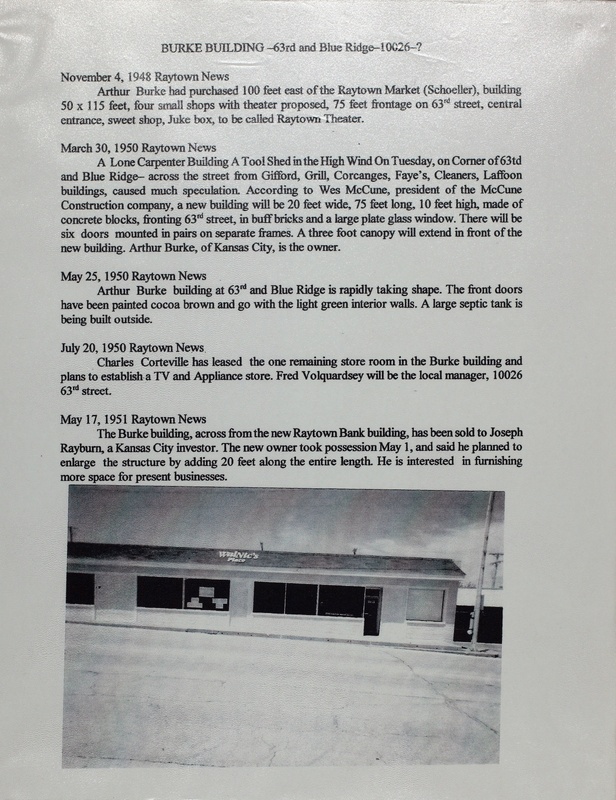 BURKE BUILDING –63rd and Blue Ridge–10026–?
November 4, 1948 Raytown News
Arthur Burke had purchased 100 feet east of the Raytown Market (Schoeller), building
50 x 115 feet, four small shops with theater proposed, 75 feet frontage on 63rd street, central
entrance, sweet shop, Juke box, to be called Raytown Theater.
March 30, 1950 Raytown News
A Lone Carpenter Building A Tool Shed in the High Wind On Tuesday, on Corner of 63td
and Blue Ridge– across the street from Gifford, Grill, Corcanges, Faye's, Cleaners, Laffoon
buildings, caused much speculation. According to Wes McCune, president of the McCune
Construction company, a new building will be 20 feet wide, 75 feet long, 10 feet high, made of
concrete blocks, fronting 63rd street, in buff bricks and a large plate glass window. There will be
six doors mounted in pairs on separate frames. A three foot canopy will extend in front of the
new building. Arthur Burke, of Kansas City, is the owner.
May 25, 1950 Raytown News
Arthur Burke building at 63rd and Blue Ridge is rapidly taking shape. The front doors
have been painted cocoa brown and go with the light green interior walls. A large septic tank is
being built outside.
July 20, 1950 Raytown News
Charles Corteville has leased the one remaining store room in the Burke building and
plans to establish a TV and Appliance store. Fred Volquardsey will be the local manager, 10026
63rd street.
May 17, 1951 Raytown News
The Burke building, across from the new Raytown Bank building, has been sold to Joseph
Rayburn, a Kansas City investor. The new owner took possession May 1, and said he planned to
enlarge the structure by adding 20 feet along the entire length. He is interested in furnishing
more space for present businesses.
Place